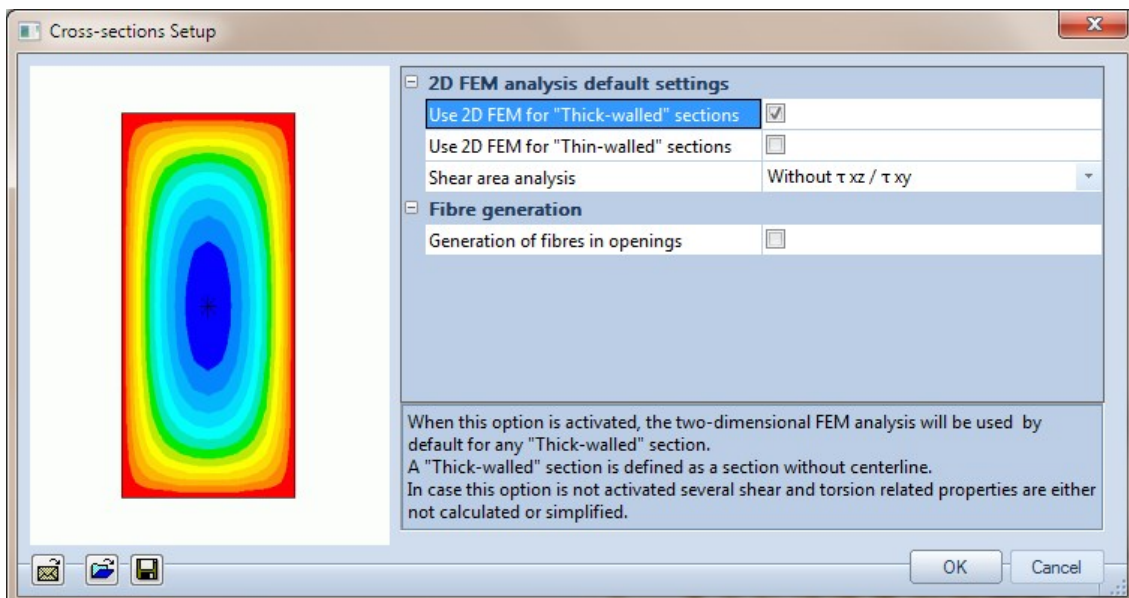 Cross-sections Setup
2D FEM analysis default settings
Use 2D FEM for "Thick-walled" sections
Use 2D FEM for "Thin-walled" sections
Shear area analysis Without τ xz / τ xy
Fibre generation
Generation of fibres in openings
When this option is activated, the two-dimensional FEM analysis will be used by
default for any "Thick-walled" section.
A "Thick-walled" section is defined as a section without centerline.
In case this option is not activated several shear and torsion related properties are either
not calculated or simplified.
OK Cancel